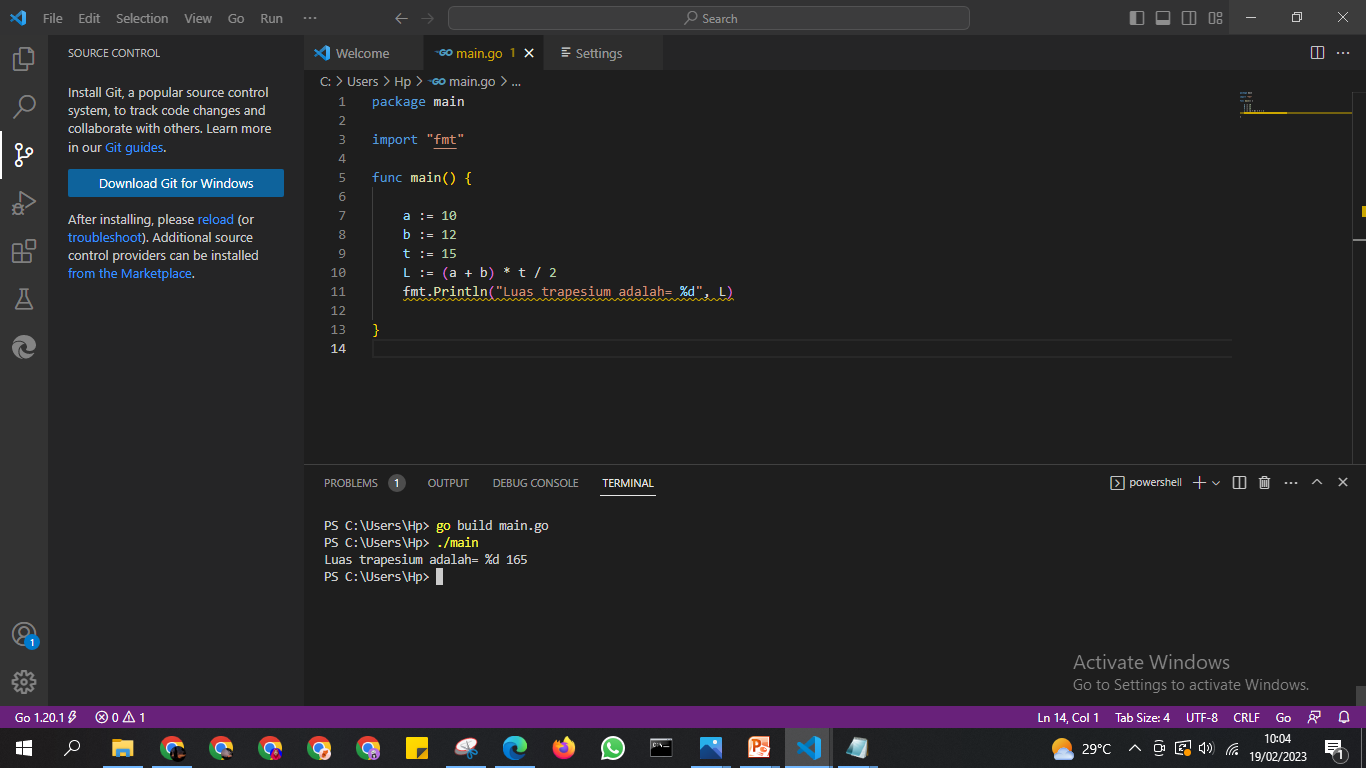 File Edit Selection View Go Run ···
Search
SOURCE CONTROL
Install Git, a popular source control
system, to track code changes and
collaborate with others. Learn more
in our Git guides.
Download Git for Windows
After installing, please reload (or
troubleshoot). Additional source
control providers can be installed
from the Marketplace.
Welcome
main.go 1
Settings
C: > Users > Hp > main.go > ...
1 package main
2
3 import "fmt"
4
5 func main() {
6
7 a := 10
8 b := 12
9 t := 15
10 L := (a + b) * t / 2
11 fmt.Println("Luas trapesium adalah= %d", L)
12
13 }
14
PROBLEMS 1 OUTPUT DEBUG CONSOLE TERMINAL
powershell
PS C:\Users\Hp> go build main.go
PS C:\Users\Hp> ./main
Luas trapesium adalah= %d 165
PS C:\Users\Hp>
1
Activate Windows
Go to Settings to activate Windows.
Go 1.20.1 0 1
Ln 14, Col 1 Tab Size: 4 UTF-8 CRLF Go
29°C
10:04
19/02/2023
1